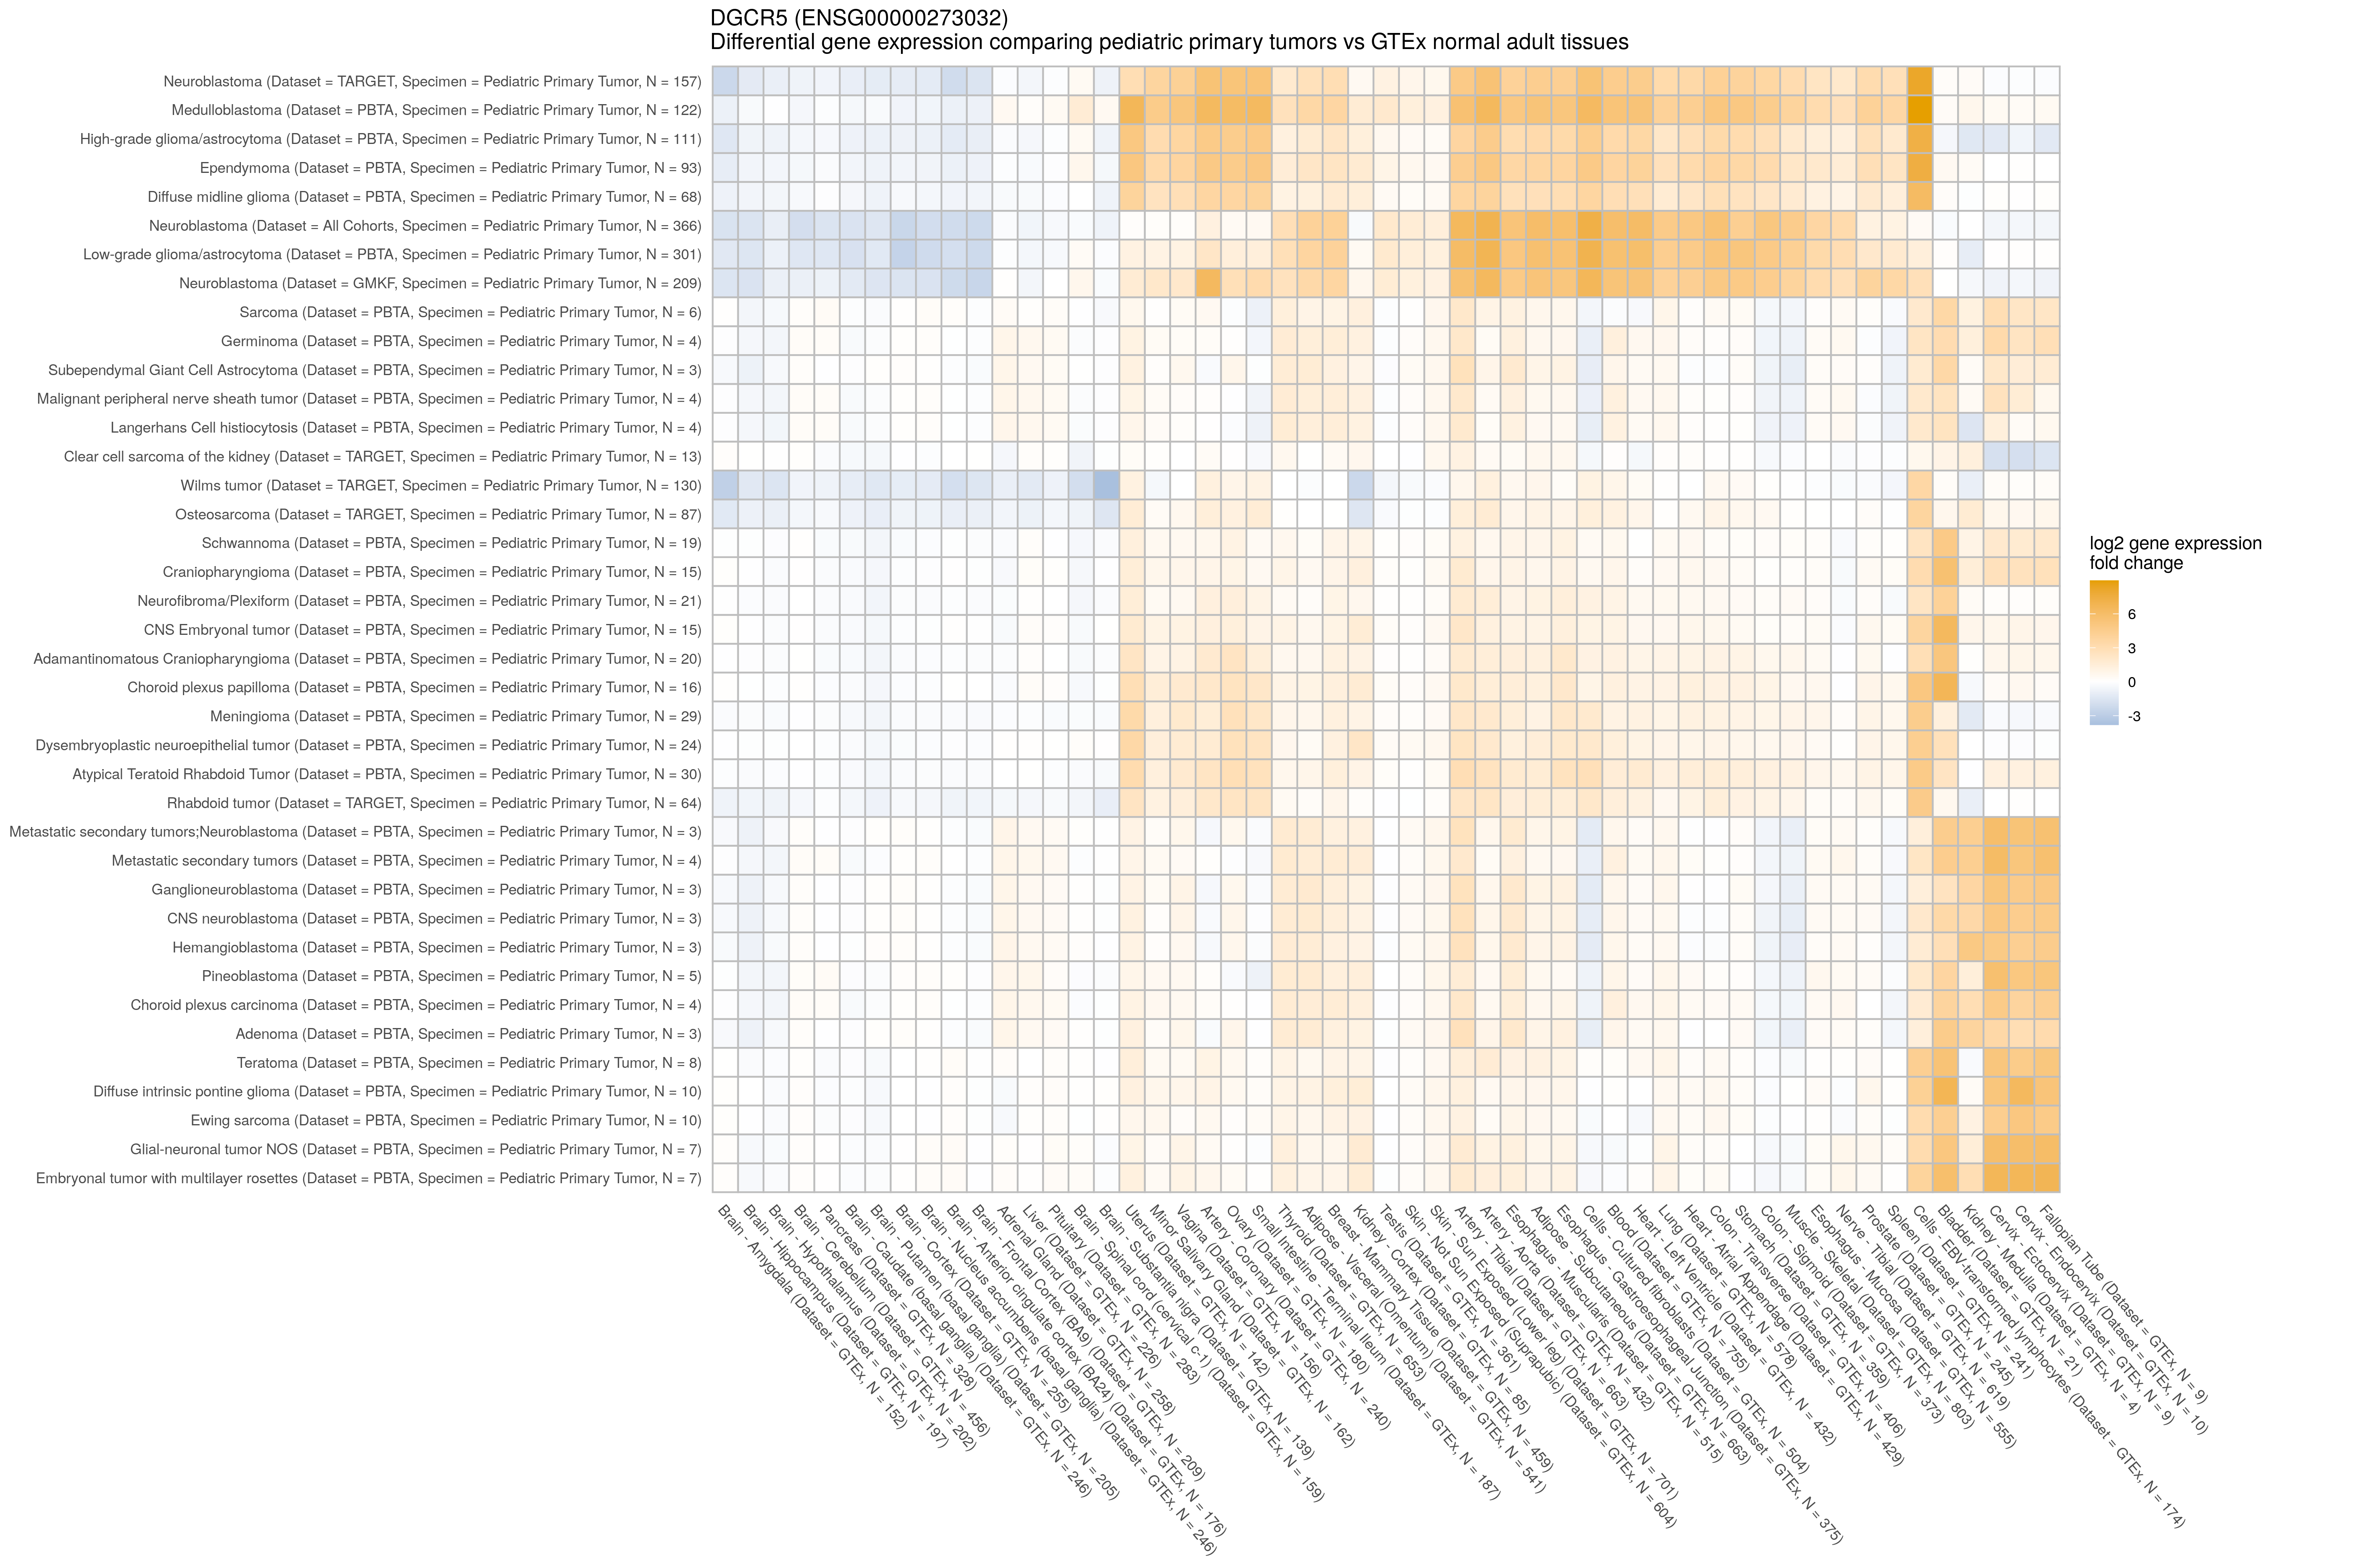 DGCR5 (ENSG00000273032)
Differential gene expression comparing pediatric primary tumors vs GTEx normal adult tissues
Neuroblastoma (Dataset = TARGET, Specimen = Pediatric Primary Tumor, N = 157)
Medulloblastoma (Dataset = PBTA, Specimen = Pediatric Primary Tumor, N = 122)
High-grade glioma/astrocytoma (Dataset = PBTA, Specimen = Pediatric Primary Tumor, N = 111)
Ependymoma (Dataset = PBTA, Specimen = Pediatric Primary Tumor, N = 93)
Diffuse midline glioma (Dataset = PBTA, Specimen = Pediatric Primary Tumor, N = 68)
Neuroblastoma (Dataset = All Cohorts, Specimen = Pediatric Primary Tumor, N = 366)
Low-grade glioma/astrocytoma (Dataset = PBTA, Specimen = Pediatric Primary Tumor, N = 301)
Neuroblastoma (Dataset = GMKF, Specimen = Pediatric Primary Tumor, N = 209)
Sarcoma (Dataset = PBTA, Specimen = Pediatric Primary Tumor, N = 6)
Germinoma (Dataset = PBTA, Specimen = Pediatric Primary Tumor, N = 4)
Subependymal Giant Cell Astrocytoma (Dataset = PBTA, Specimen = Pediatric Primary Tumor, N = 3)
Malignant peripheral nerve sheath tumor (Dataset = PBTA, Specimen = Pediatric Primary Tumor, N = 4)
Langerhans Cell histiocytosis (Dataset = PBTA, Specimen = Pediatric Primary Tumor, N = 4)
Clear cell sarcoma of the kidney (Dataset = TARGET, Specimen = Pediatric Primary Tumor, N = 13)
Wilms tumor (Dataset = TARGET, Specimen = Pediatric Primary Tumor, N = 130)
Osteosarcoma (Dataset = TARGET, Specimen = Pediatric Primary Tumor, N = 87)
Schwannoma (Dataset = PBTA, Specimen = Pediatric Primary Tumor, N = 19)
Craniopharyngioma (Dataset = PBTA, Specimen = Pediatric Primary Tumor, N = 15)
Neurofibroma/Plexiform (Dataset = PBTA, Specimen = Pediatric Primary Tumor, N = 21)
CNS Embryonal tumor (Dataset = PBTA, Specimen = Pediatric Primary Tumor, N = 15)
Adamantinomatous Craniopharyngioma (Dataset = PBTA, Specimen = Pediatric Primary Tumor, N = 20)
Choroid plexus papilloma (Dataset = PBTA, Specimen = Pediatric Primary Tumor, N = 16)
Meningioma (Dataset = PBTA, Specimen = Pediatric Primary Tumor, N = 29)
Dysembryoplastic neuroepithelial tumor (Dataset = PBTA, Specimen = Pediatric Primary Tumor, N = 24)
Atypical Teratoid Rhabdoid Tumor (Dataset = PBTA, Specimen = Pediatric Primary Tumor, N = 30)
Rhabdoid tumor (Dataset = TARGET, Specimen = Pediatric Primary Tumor, N = 64)
Metastatic secondary tumors;Neuroblastoma (Dataset = PBTA, Specimen = Pediatric Primary Tumor, N = 3)
Metastatic secondary tumors (Dataset = PBTA, Specimen = Pediatric Primary Tumor, N = 4)
Ganglioneuroblastoma (Dataset = PBTA, Specimen = Pediatric Primary Tumor, N = 3)
CNS neuroblastoma (Dataset = PBTA, Specimen = Pediatric Primary Tumor, N = 3)
Hemangioblastoma (Dataset = PBTA, Specimen = Pediatric Primary Tumor, N = 3)
Pineoblastoma (Dataset = PBTA, Specimen = Pediatric Primary Tumor, N = 5)
Choroid plexus carcinoma (Dataset = PBTA, Specimen = Pediatric Primary Tumor, N = 4)
Adenoma (Dataset = PBTA, Specimen = Pediatric Primary Tumor, N = 3)
Teratoma (Dataset = PBTA, Specimen = Pediatric Primary Tumor, N = 8)
Diffuse intrinsic pontine glioma (Dataset = PBTA, Specimen = Pediatric Primary Tumor, N = 10)
Ewing sarcoma (Dataset = PBTA, Specimen = Pediatric Primary Tumor, N = 10)
Glial-neuronal tumor NOS (Dataset = PBTA, Specimen = Pediatric Primary Tumor, N = 7)
Embryonal tumor with multilayer rosettes (Dataset = PBTA, Specimen = Pediatric Primary Tumor, N = 7)
log2 gene expression
fold change
6
3
0
-3
Brain - Amygdala (Dataset = GTEx, N = 152)
Brain - Hippocampus (Dataset = GTEx, N = 197)
Brain - Hypothalamus (Dataset = GTEx, N = 202)
Brain - Cerebellum (Dataset = GTEx, N = 456)
Pancreas (Dataset = GTEx, N = 328)
Brain - Caudate (basal ganglia) (Dataset = GTEx, N = 246)
Brain - Putamen (basal ganglia) (Dataset = GTEx, N = 205)
Brain - Cortex (Dataset = GTEx, N = 255)
Brain - Nucleus accumbens (basal ganglia) (Dataset = GTEx, N = 246)
Brain - Anterior cingulate cortex (BA24) (Dataset = GTEx, N = 176)
Brain - Frontal Cortex (BA9) (Dataset = GTEx, N = 209)
Adrenal Gland (Dataset = GTEx, N = 258)
Liver (Dataset = GTEx, N = 226)
Pituitary (Dataset = GTEx, N = 283)
Brain - Spinal cord (cervical c-1) (Dataset = GTEx, N = 159)
Brain - Substantia nigra (Dataset = GTEx, N = 139)
Uterus (Dataset = GTEx, N = 142)
Minor Salivary Gland (Dataset = GTEx, N = 162)
Vagina (Dataset = GTEx, N = 156)
Artery - Coronary (Dataset = GTEx, N = 240)
Ovary (Dataset = GTEx, N = 180)
Small Intestine - Terminal Ileum (Dataset = GTEx, N = 187)
Thyroid (Dataset = GTEx, N = 653)
Adipose - Visceral (Omentum) (Dataset = GTEx, N = 541)
Breast - Mammary Tissue (Dataset = GTEx, N = 459)
Kidney - Cortex (Dataset = GTEx, N = 85)
Testis (Dataset = GTEx, N = 361)
Skin - Not Sun Exposed (Suprapubic) (Dataset = GTEx, N = 604)
Skin - Sun Exposed (Lower leg) (Dataset = GTEx, N = 701)
Artery - Tibial (Dataset = GTEx, N = 663)
Artery - Aorta (Dataset = GTEx, N = 432)
Esophagus - Muscularis (Dataset = GTEx, N = 515)
Adipose - Subcutaneous (Dataset = GTEx, N = 663)
Esophagus - Gastroesophageal Junction (Dataset = GTEx, N = 375)
Cells - Cultured fibroblasts (Dataset = GTEx, N = 504)
Blood (Dataset = GTEx, N = 755)
Heart - Left Ventricle (Dataset = GTEx, N = 432)
Lung (Dataset = GTEx, N = 578)
Heart - Atrial Appendage (Dataset = GTEx, N = 429)
Colon - Transverse (Dataset = GTEx, N = 406)
Stomach (Dataset = GTEx, N = 359)
Colon - Sigmoid (Dataset = GTEx, N = 373)
Muscle - Skeletal (Dataset = GTEx, N = 803)
Esophagus - Mucosa (Dataset = GTEx, N = 555)
Nerve - Tibial (Dataset = GTEx, N = 619)
Prostate (Dataset = GTEx, N = 245)
Spleen (Dataset = GTEx, N = 241)
Cells - EBV-transformed lymphocytes (Dataset = GTEx, N = 174)
Bladder (Dataset = GTEx, N = 21)
Kidney - Medulla (Dataset = GTEx, N = 4)
Cervix - Ectocervix (Dataset = GTEx, N = 9)
Cervix - Endocervix (Dataset = GTEx, N = 10)
Fallopian Tube (Dataset = GTEx, N = 9)